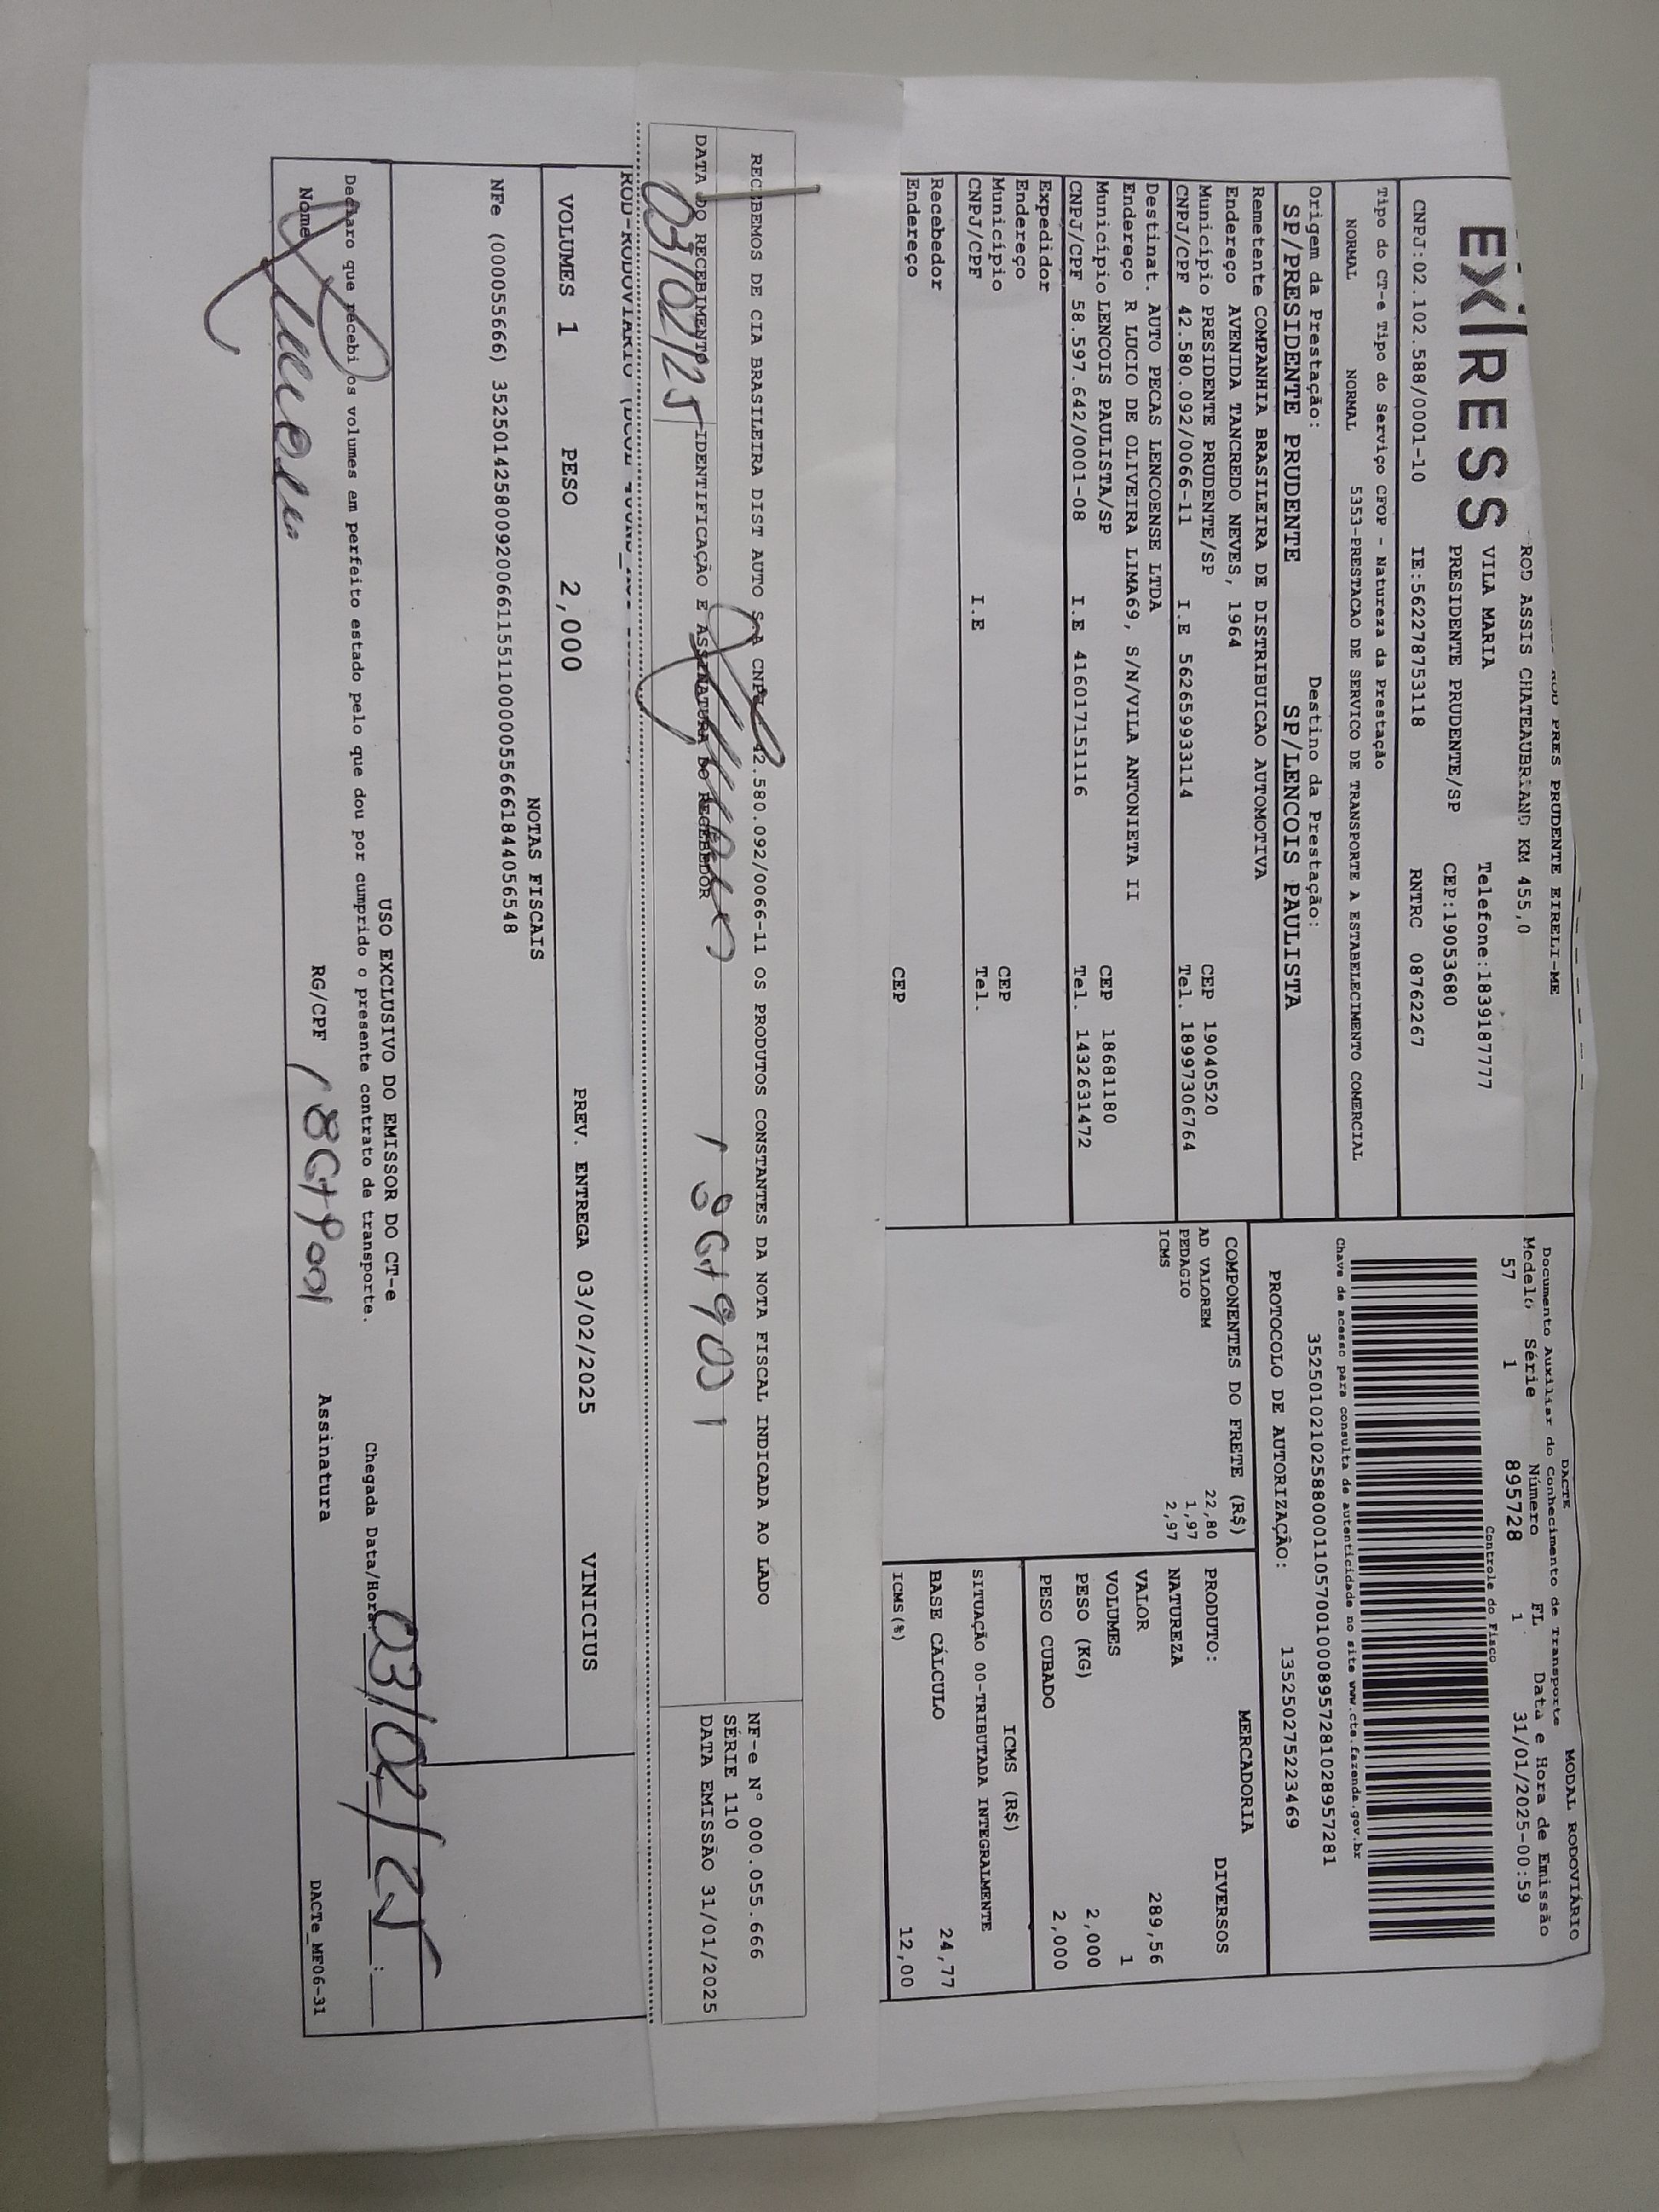 PRES PRUDENTE EIRELI-ME
EXPRESS
ROD ASSIS CHATEAUBRIAND KM 455,0
VILA MARIA Telefone:1839187777
PRESIDENTE PRUDENTE/SP CEP:19053680
CNPJ:02.102.588/0001-10 IE:562278753118 RNTRC 08762267
Tipo do CT-e Tipo do Serviço CFOP - Natureza da Prestação
NORMAL NORMAL 5353-PRESTACAO DE SERVICO DE TRANSPORTE A ESTABELECIMENTO COMERCIAL
Origem da Prestação: Destino da Prestação:
SP/PRESIDENTE PRUDENTE SP/LENCOIS PAULISTA
Remetente COMPANHIA BRASILEIRA DE DISTRIBUICAO AUTOMOTIVA
Endereço AVENIDA TANCREDO NEVES, 1964 CEP 19040520
Município PRESIDENTE PRUDENTE/SP Tel. 18997306764
CNPJ/CPF 42.580.092/0066-11 I.E 562659933114
Destinat. AUTO PECAS LENCOENSE LTDA
Endereço R LUCIO DE OLIVEIRA LIMA69, S/N/VILA ANTONIETA II
Município LENCOIS PAULISTA/SP CEP 18681180
CNPJ/CPF 58.597.642/0001-08 I.E 416017151116 Tel. 1432631472
Expedidor
Endereço
Município CEP
CNPJ/CPF I.E Tel.
Recebedor
Endereço CEP
DACTE MODAL RODOVIÁRIO
Documento Auxiliar do Conhecimento de Transporte
Modelo Série Número FL Data e Hora de Emissão
57 1 895728 1 31/01/2025-00:59
Controle do Fisco
Chave de acesso para consulta de autenticidade no site www.cte.fazenda.gov.br
35250102102588000110570010008957281028957281
PROTOCOLO DE AUTORIZAÇÃO: 135250275223469
COMPONENTES DO FRETE (R$)
AD VALOREM 22,80
PEDAGIO 1,97
ICMS 2,97
MERCADORIA
PRODUTO: DIVERSOS
NATUREZA
VALOR 289,56
VOLUMES 1
PESO (KG) 2,000
PESO CUBADO 2,000
ICMS (R$)
SITUAÇÃO 00-TRIBUTADA INTEGRALMENTE
BASE CÁLCULO 24,77
ICMS(%) 12,00
RECEBEMOS DE CIA BRASILEIRA DIST AUTO S A CNPJ 42.580.092/0066-11 OS PRODUTOS CONSTANTES DA NOTA FISCAL INDICADA AO LADO
DATA DO RECEBIMENTO IDENTIFICAÇÃO E ASSINATURA DO RECEBEDOR
03/02/25
NF-e Nº 000.055.666
SÉRIE 110
DATA EMISSÃO 31/01/2025
VOLUMES 1 PESO 2,000 PREV. ENTREGA 03/02/2025 VINICIUS
NOTAS FISCAIS
NFe (000055666) 35250142580092006611551100000556661844056548
USO EXCLUSIVO DO EMISSOR DO CT-e
Declaro que recebi os volumes em perfeito estado pelo que dou por cumprido o presente contrato de transporte. Chegada Data/Hora 03/02/25 :
Nome RG/CPF Assinatura
DACTe_MF06-31